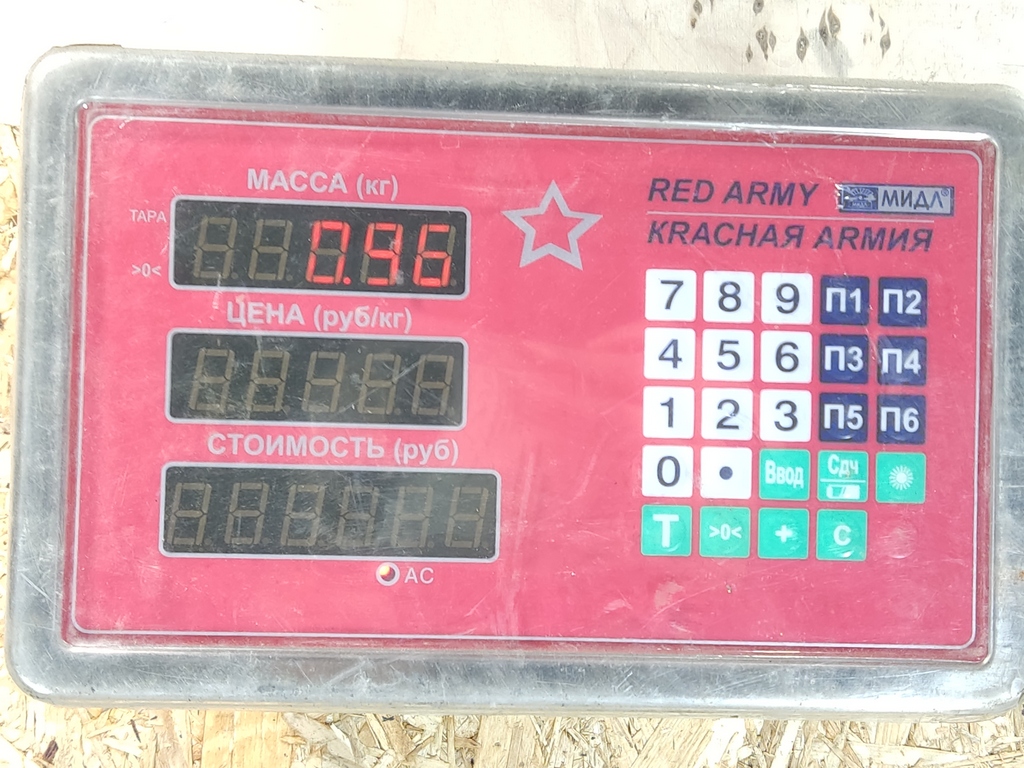 МАССА (кг)
ТАРА
>0<
0.96
ЦЕНА (руб/кг)
СТОИМОСТЬ (руб)
AC
RED ARMY МИДЛ®
КRАСНАЯ АRМИЯ
7 8 9 П1 П2
4 5 6 П3 П4
1 2 3 П5 П6
0 • Ввод Сдч
T >0< + C